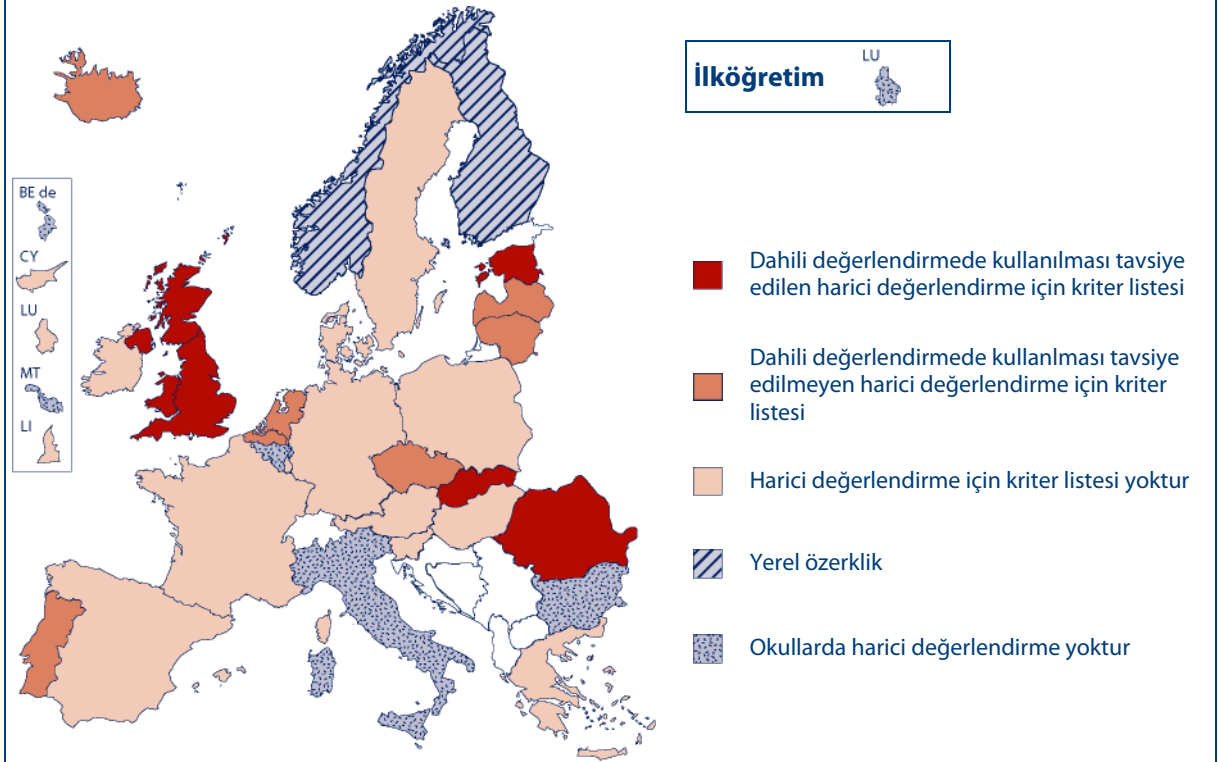 LU
İlköğretim
BE de
CY
LU
MT
LI
Dahili değerlendirmede kullanılması tavsiye
edilen harici değerlendirme için kriter listesi
Dahili değerlendirmede kullanlması tavsiye
edilmeyen harici değerlendirme için kriter
listesi
Harici değerlendirme için kriter listesi yoktur
Yerel özerklik
Okullarda harici değerlendirme yoktur